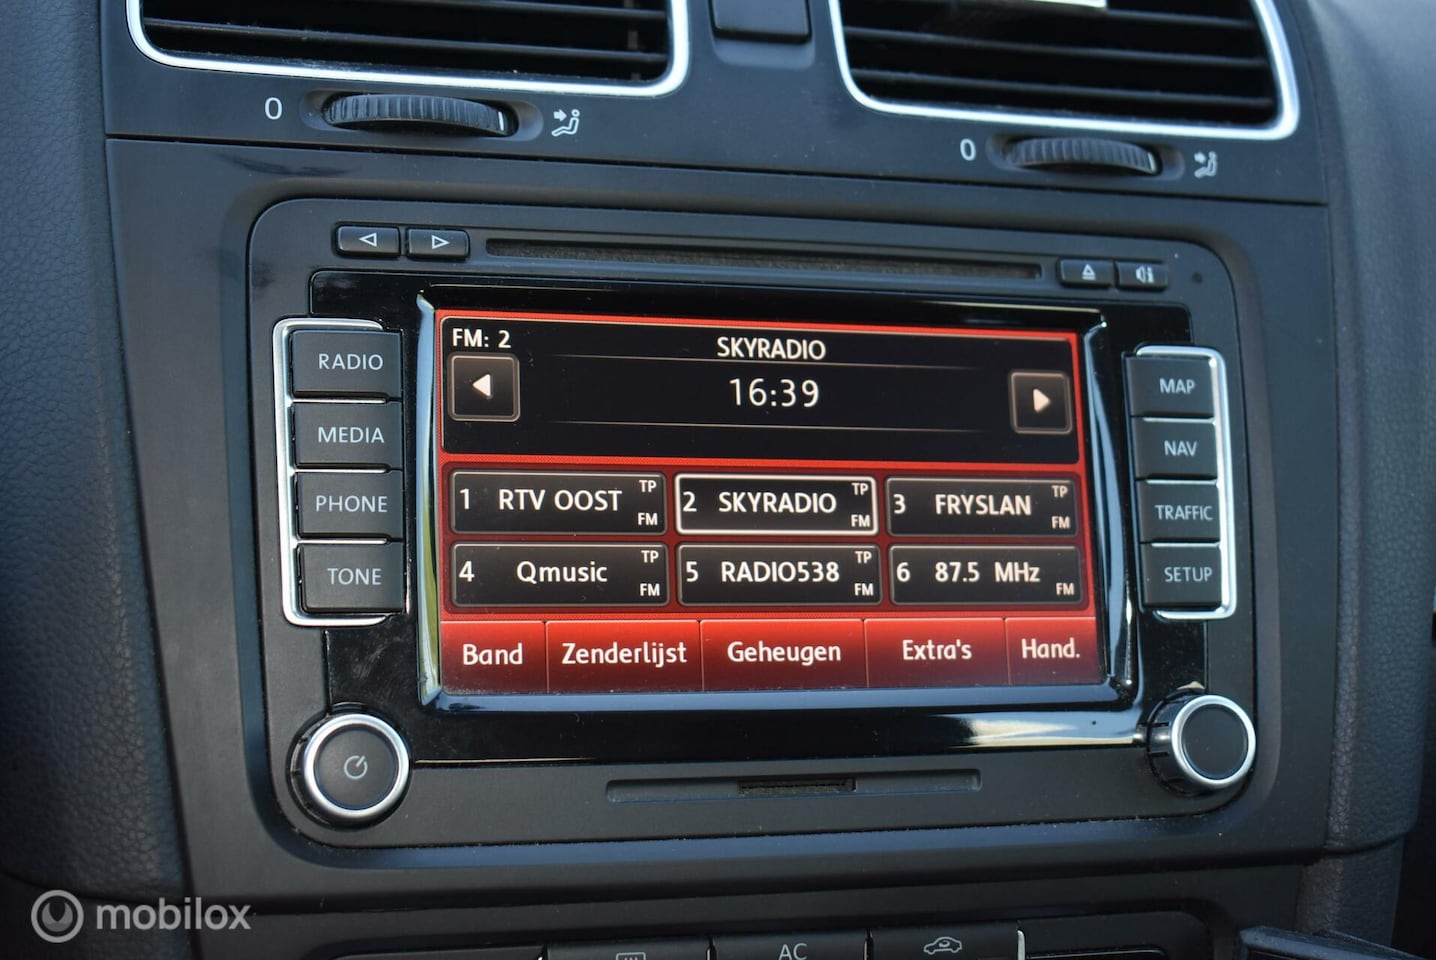 0
0
RADIO
MEDIA
PHONE
TONE
FM: 2
SKYRADIO
16:39
1 RTV OOST TP FM
2 SKYRADIO TP FM
3 FRYSLAN TP FM
4 Qmusic TP FM
5 RADIO538 TP FM
6 87.5 MHz FM
Band Zenderlijst Geheugen Extra's Hand.
MAP
NAV
TRAFFIC
SETUP
AC
mobilox